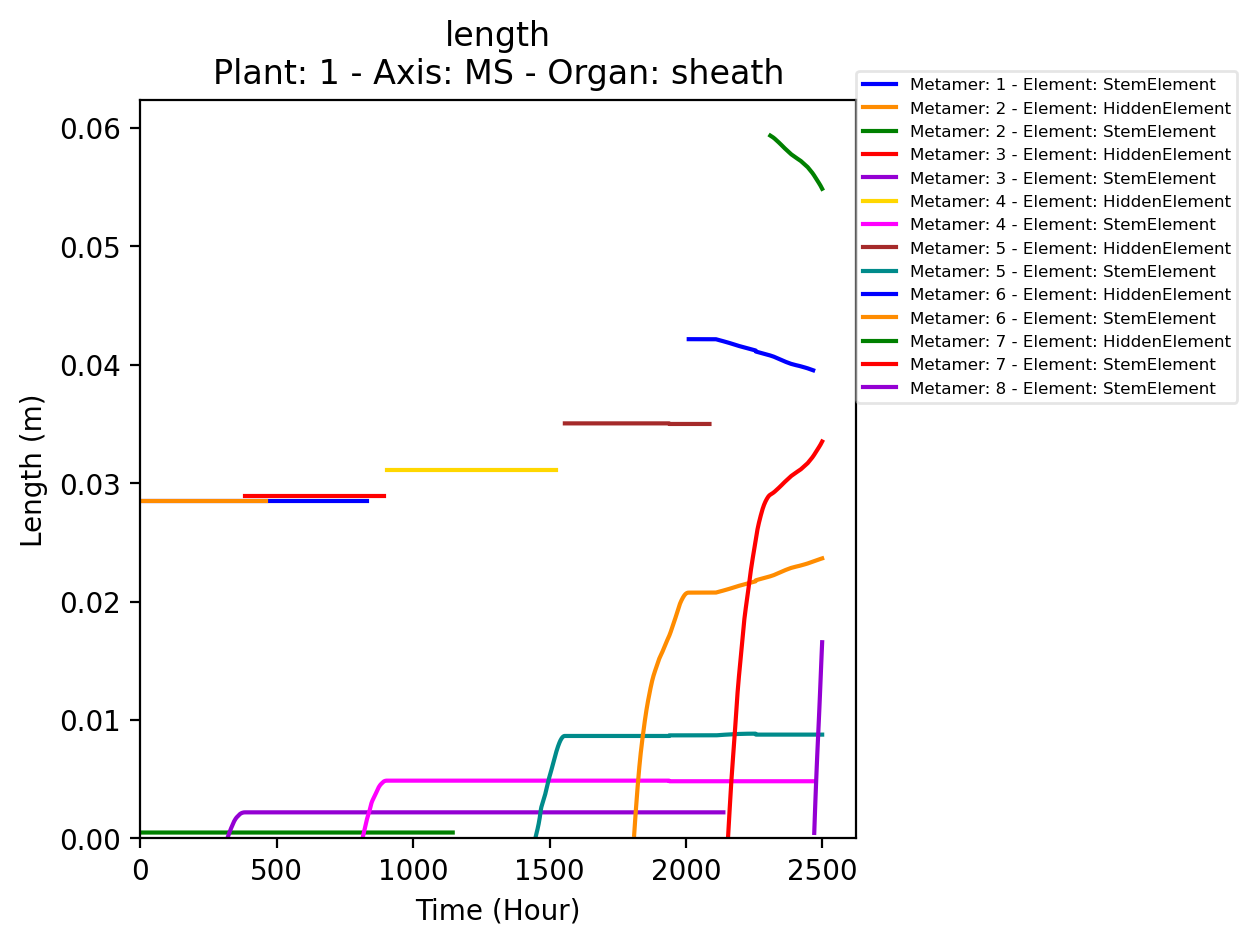 length
Plant: 1 - Axis: MS - Organ: sheath
Metamer: 1 - Element: StemElement
Metamer: 2 - Element: HiddenElement
Metamer: 2 - Element: StemElement
Metamer: 3 - Element: HiddenElement
Metamer: 3 - Element: StemElement
Metamer: 4 - Element: HiddenElement
Metamer: 4 - Element: StemElement
Metamer: 5 - Element: HiddenElement
Metamer: 5 - Element: StemElement
Metamer: 6 - Element: HiddenElement
Metamer: 6 - Element: StemElement
Metamer: 7 - Element: HiddenElement
Metamer: 7 - Element: StemElement
Metamer: 8 - Element: StemElement
Length (m)
0.06
0.05
0.04
0.03
0.02
0.01
0.00
0 500 1000 1500 2000 2500
Time (Hour)